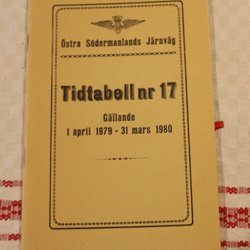 Östra Södermanlands Järnväg
Tidtabell nr 17
Gällande
1 april 1979 - 31 mars 1980